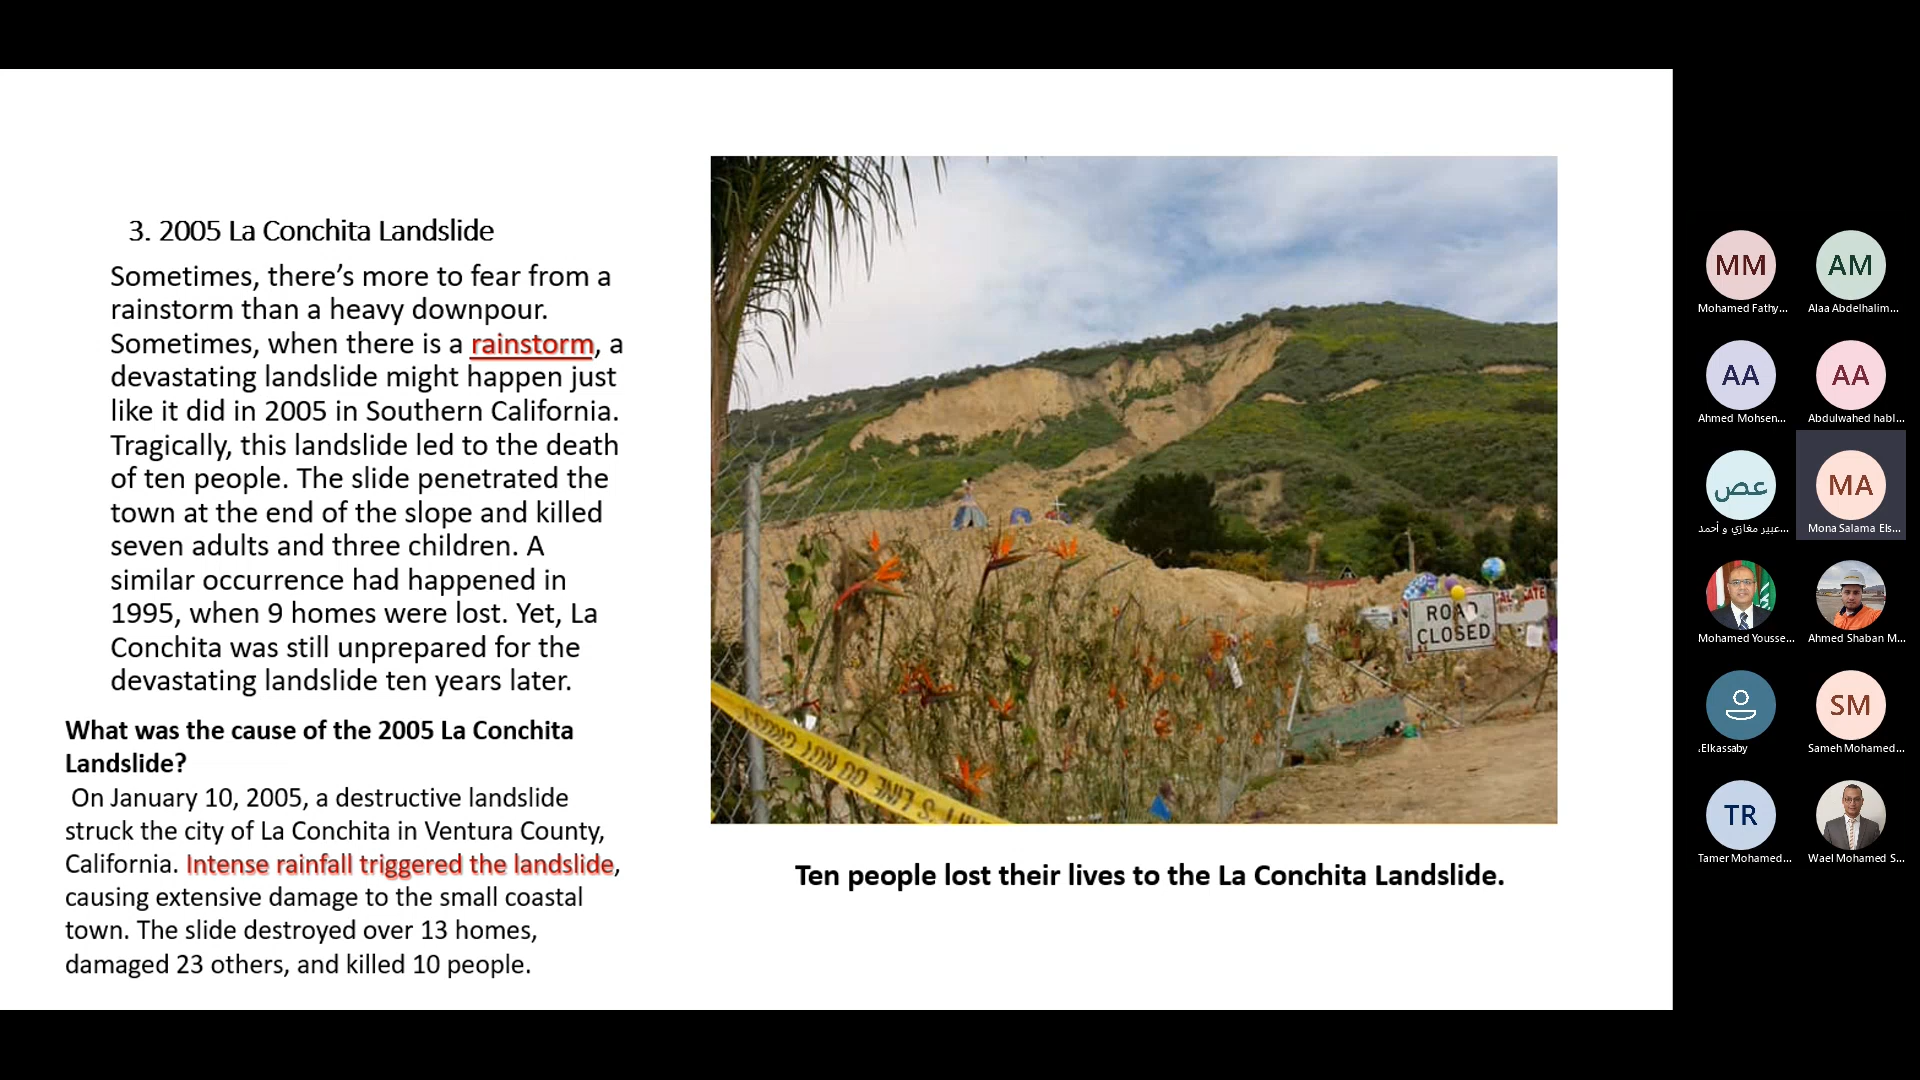 3. 2005 La Conchita Landslide
Sometimes, there’s more to fear from a
rainstorm than a heavy downpour.
Sometimes, when there is a rainstorm, a
devastating landslide might happen just
like it did in 2005 in Southern California.
Tragically, this landslide led to the death
of ten people. The slide penetrated the
town at the end of the slope and killed
seven adults and three children. A
similar occurrence had happened in
1995, when 9 homes were lost. Yet, La
Conchita was still unprepared for the
devastating landslide ten years later.
What was the cause of the 2005 La Conchita
Landslide?
On January 10, 2005, a destructive landslide
struck the city of La Conchita in Ventura County,
California. Intense rainfall triggered the landslide,
causing extensive damage to the small coastal
town. The slide destroyed over 13 homes,
damaged 23 others, and killed 10 people.
ROAD
CLOSED
LINE DO NOT CROSS
Ten people lost their lives to the La Conchita Landslide.
MM
Mohamed Fathy...
AM
Alaa Abdelhalim...
AA
Ahmed Mohsen...
AA
Abdulwahed habl...
عص
عبير مغازي و أحمد...
MA
Mona Salama Els...
Mohamed Yousse...
Ahmed Shaban M...
.Elkassaby
SM
Sameh Mohamed...
TR
Tamer Mohamed...
Wael Mohamed S...